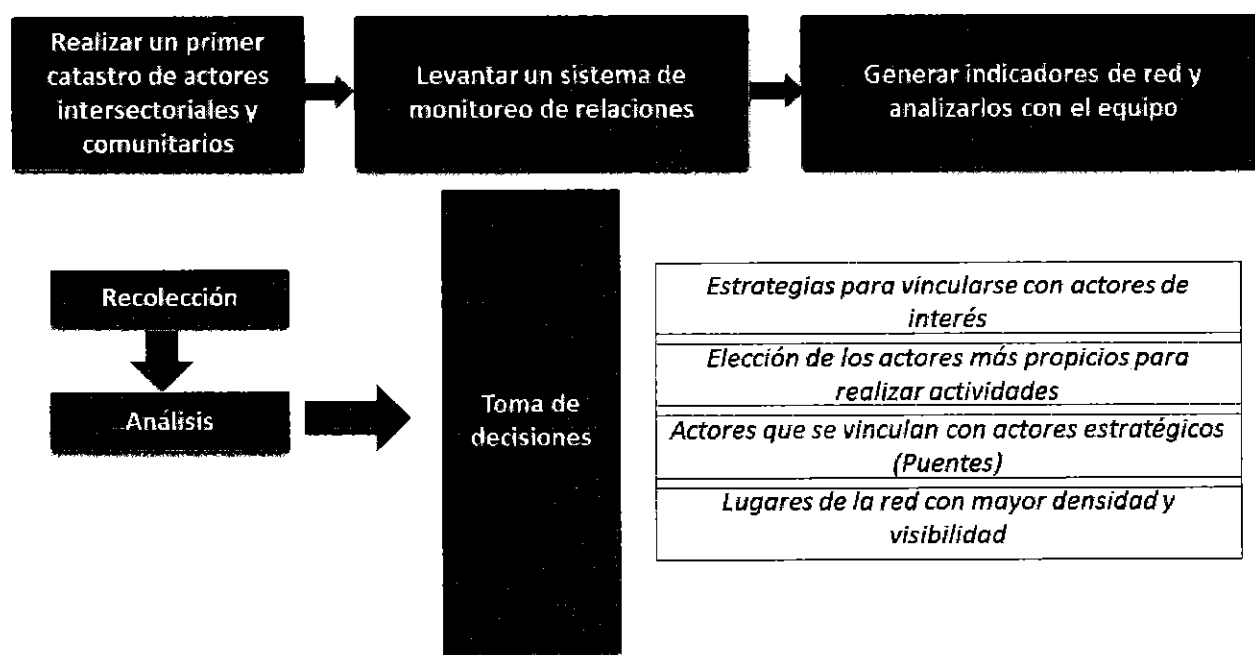 Realizar un primer
catastro de actores
intersectoriales y
comunitarios
Levantar un sistema de
monitoreo de relaciones
Generar indicadores de red y
analizarlos con el equipo
Recolección
Análisis
Toma de
decisiones
Estrategias para vincularse con actores de
interés
Elección de los actores más propicios para
realizar actividades
Actores que se vinculan con actores estratégicos
(Puentes)
Lugares de la red con mayor densidad y
visibilidad